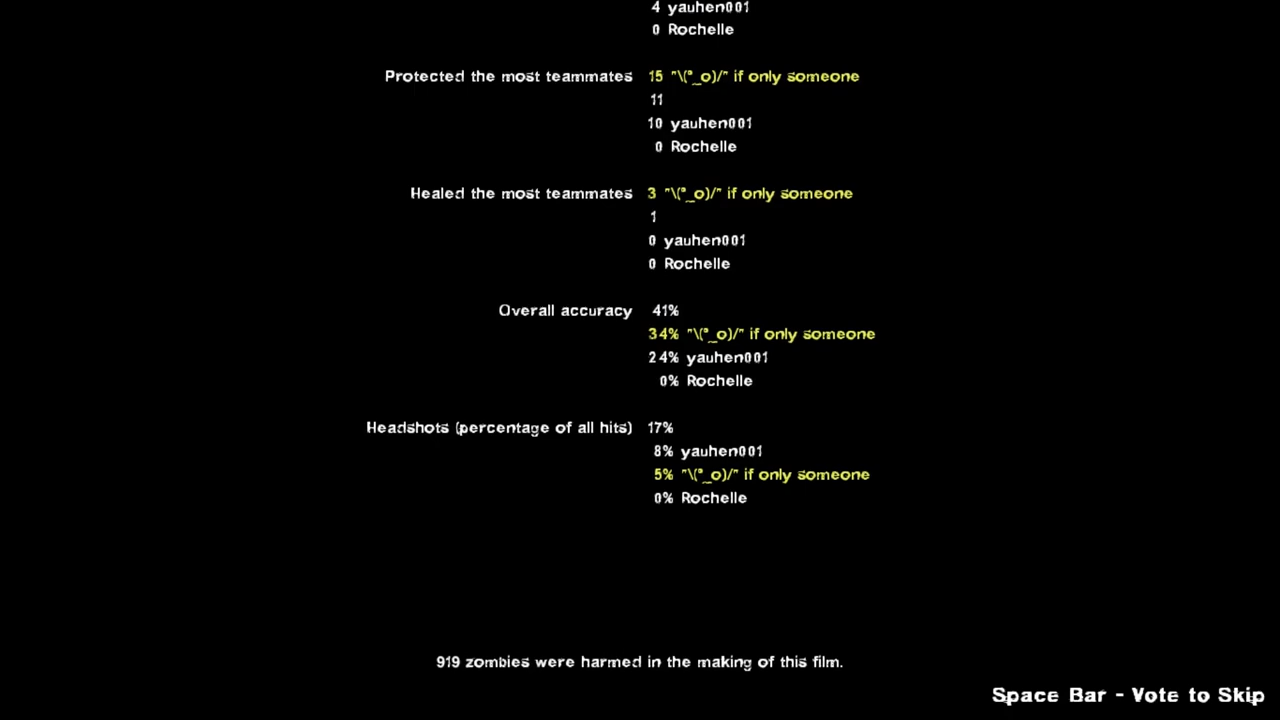 4 yauhen001
0 Rochelle
Protected the most teammates 15 "\(°_o)/" if only someone
11
10 yauhen001
0 Rochelle
Healed the most teammates 3 "\(°_o)/" if only someone
1
0 yauhen001
0 Rochelle
Overall accuracy 41%
34% "\(°_o)/" if only someone
24% yauhen001
0% Rochelle
Headshots (percentage of all hits) 17%
8% yauhen001
5% "\(°_o)/" if only someone
0% Rochelle
919 zombies were harmed in the making of this film.
Space Bar - Vote to Skip